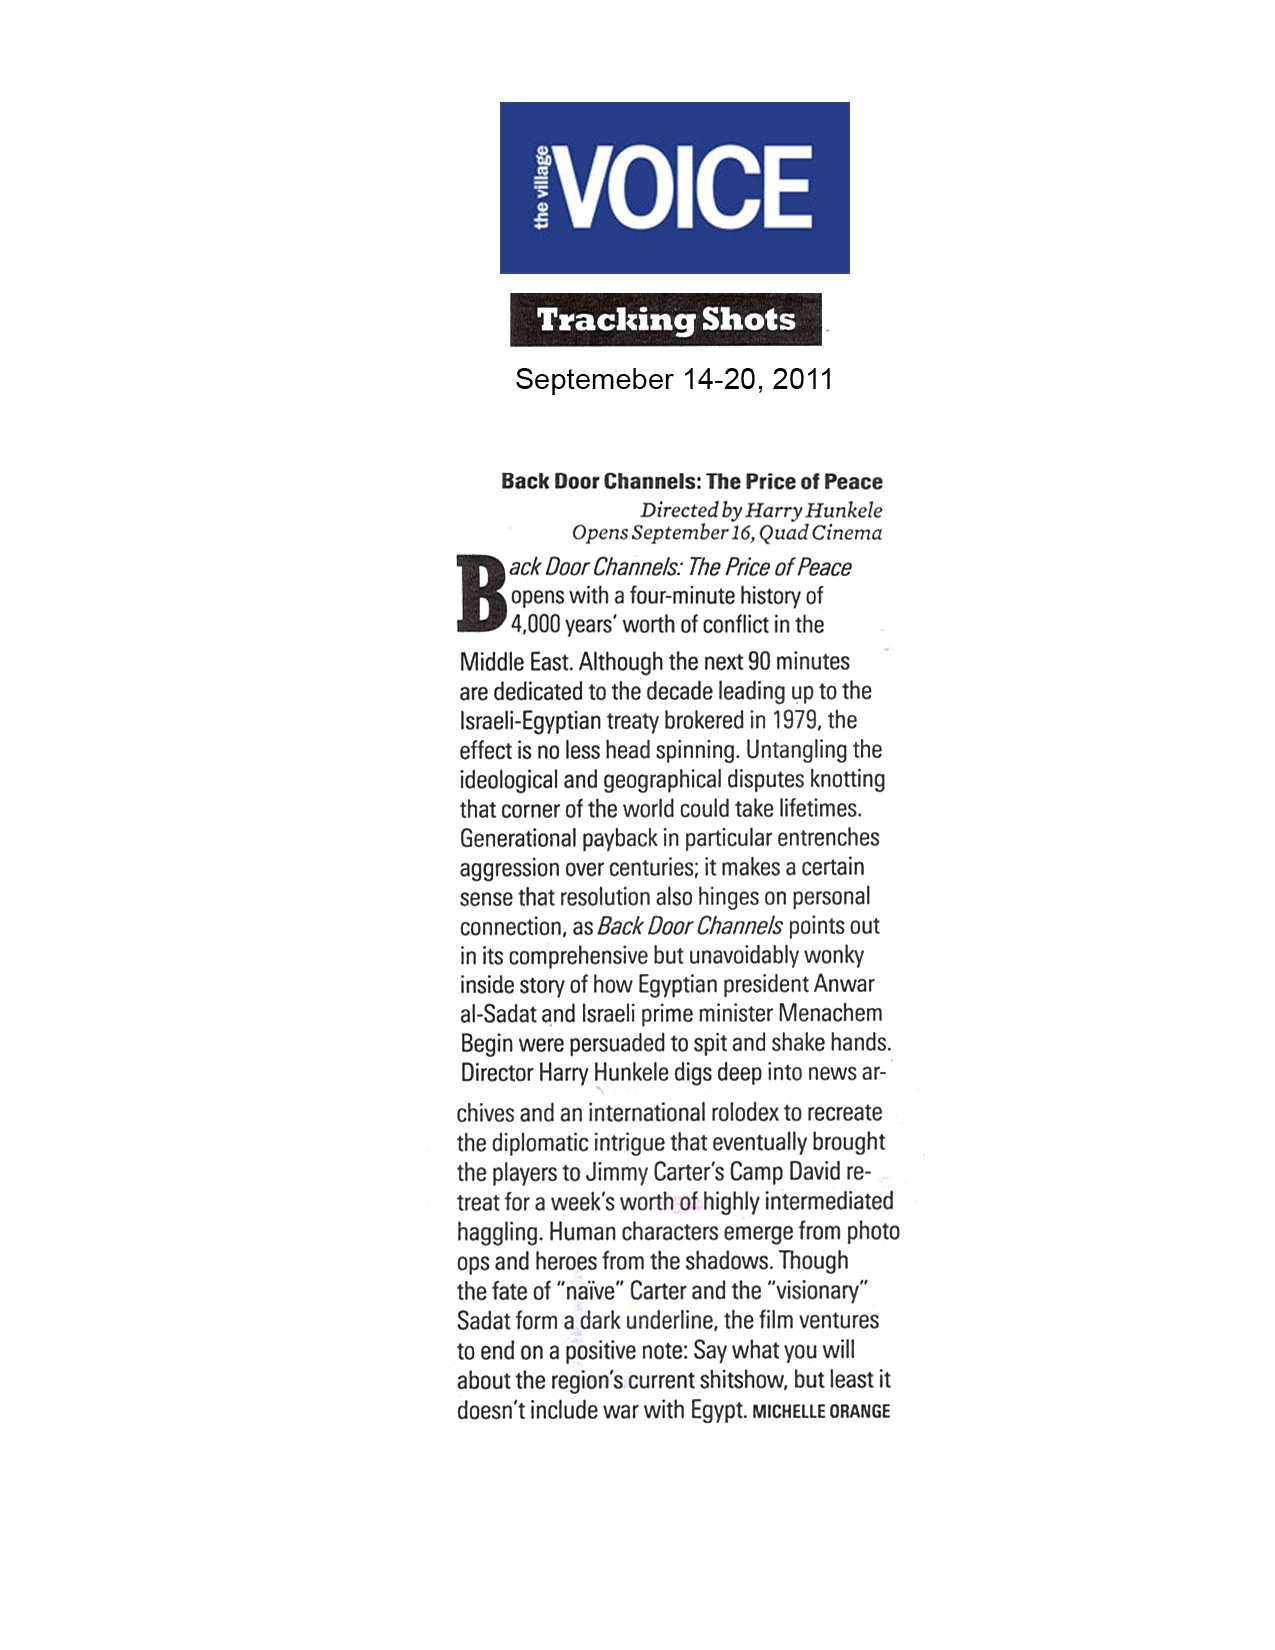 the village VOICE
Tracking Shots
Septemeber 14-20, 2011
Back Door Channels: The Price of Peace
Directed by Harry Hunkele
Opens September 16, Quad Cinema
Back Door Channels: The Price of Peace
opens with a four-minute history of
4,000 years' worth of conflict in the
Middle East. Although the next 90 minutes
are dedicated to the decade leading up to the
Israeli-Egyptian treaty brokered in 1979, the
effect is no less head spinning. Untangling the
ideological and geographical disputes knotting
that corner of the world could take lifetimes.
Generational payback in particular entrenches
aggression over centuries; it makes a certain
sense that resolution also hinges on personal
connection, as Back Door Channels points out
in its comprehensive but unavoidably wonky
inside story of how Egyptian president Anwar
al-Sadat and Israeli prime minister Menachem
Begin were persuaded to spit and shake hands.
Director Harry Hunkele digs deep into news ar-
chives and an international rolodex to recreate
the diplomatic intrigue that eventually brought
the players to Jimmy Carter's Camp David re-
treat for a week's worth of highly intermediated
haggling. Human characters emerge from photo
ops and heroes from the shadows. Though
the fate of "naïve" Carter and the "visionary"
Sadat form a dark underline, the film ventures
to end on a positive note: Say what you will
about the region's current shitshow, but least it
doesn't include war with Egypt. MICHELLE ORANGE